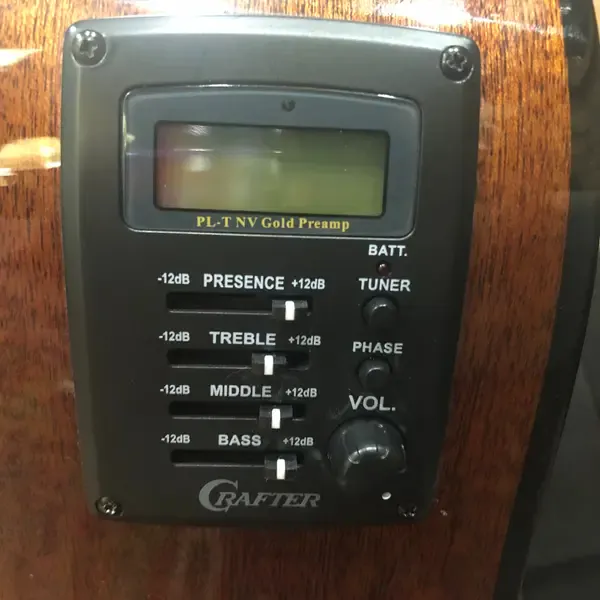 PL-T NV Gold Preamp
BATT.
-12dB PRESENCE +12dB
TUNER
-12dB TREBLE +12dB
PHASE
-12dB MIDDLE +12dB
VOL.
-12dB BASS +12dB
CRAFTER